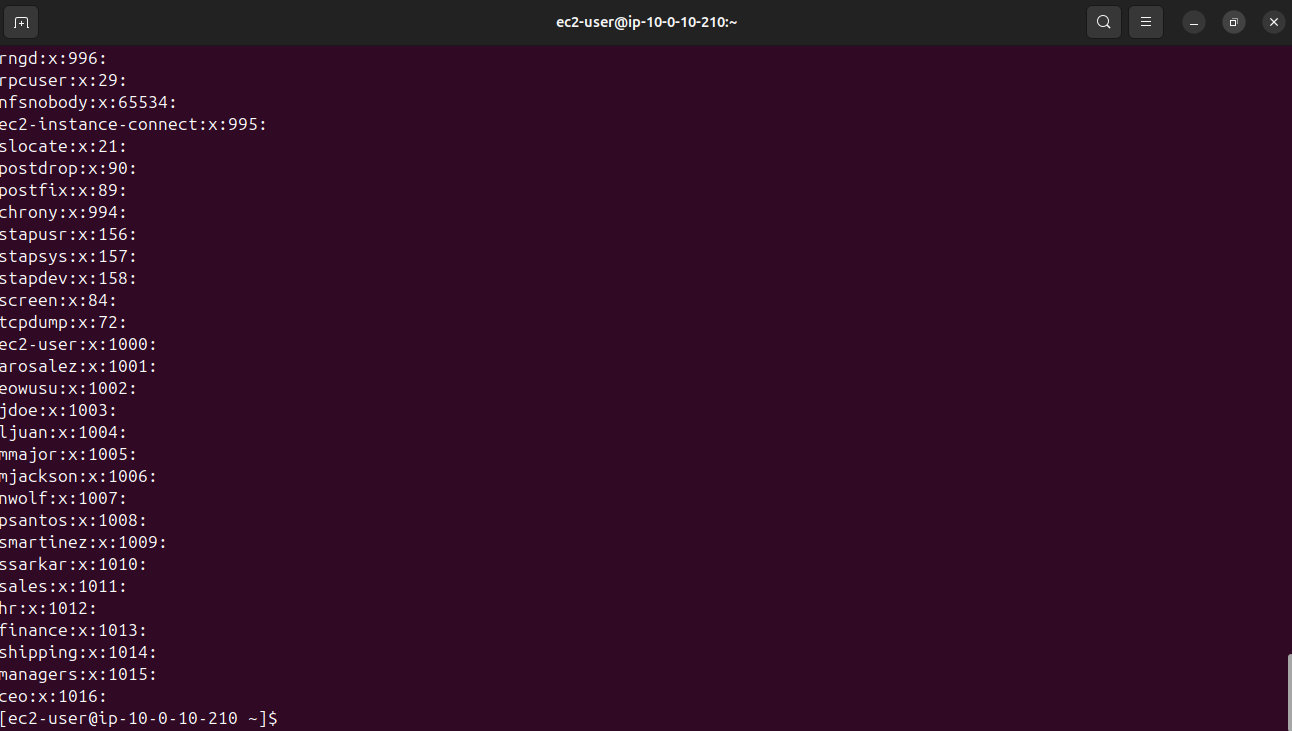 ec2-user@ip-10-0-10-210:~
rngd:x:996:
rpcuser:x:29:
nfsnobody:x:65534:
ec2-instance-connect:x:995:
slocate:x:21:
postdrop:x:90:
postfix:x:89:
chrony:x:994:
stapusr:x:156:
stapsys:x:157:
stapdev:x:158:
screen:x:84:
tcpdump:x:72:
ec2-user:x:1000:
arosalez:x:1001:
eowusu:x:1002:
jdoe:x:1003:
ljuan:x:1004:
mmajor:x:1005:
mjackson:x:1006:
nwolf:x:1007:
psantos:x:1008:
smartinez:x:1009:
ssarkar:x:1010:
sales:x:1011:
hr:x:1012:
finance:x:1013:
shipping:x:1014:
managers:x:1015:
ceo:x:1016:
[ec2-user@ip-10-0-10-210 ~]$